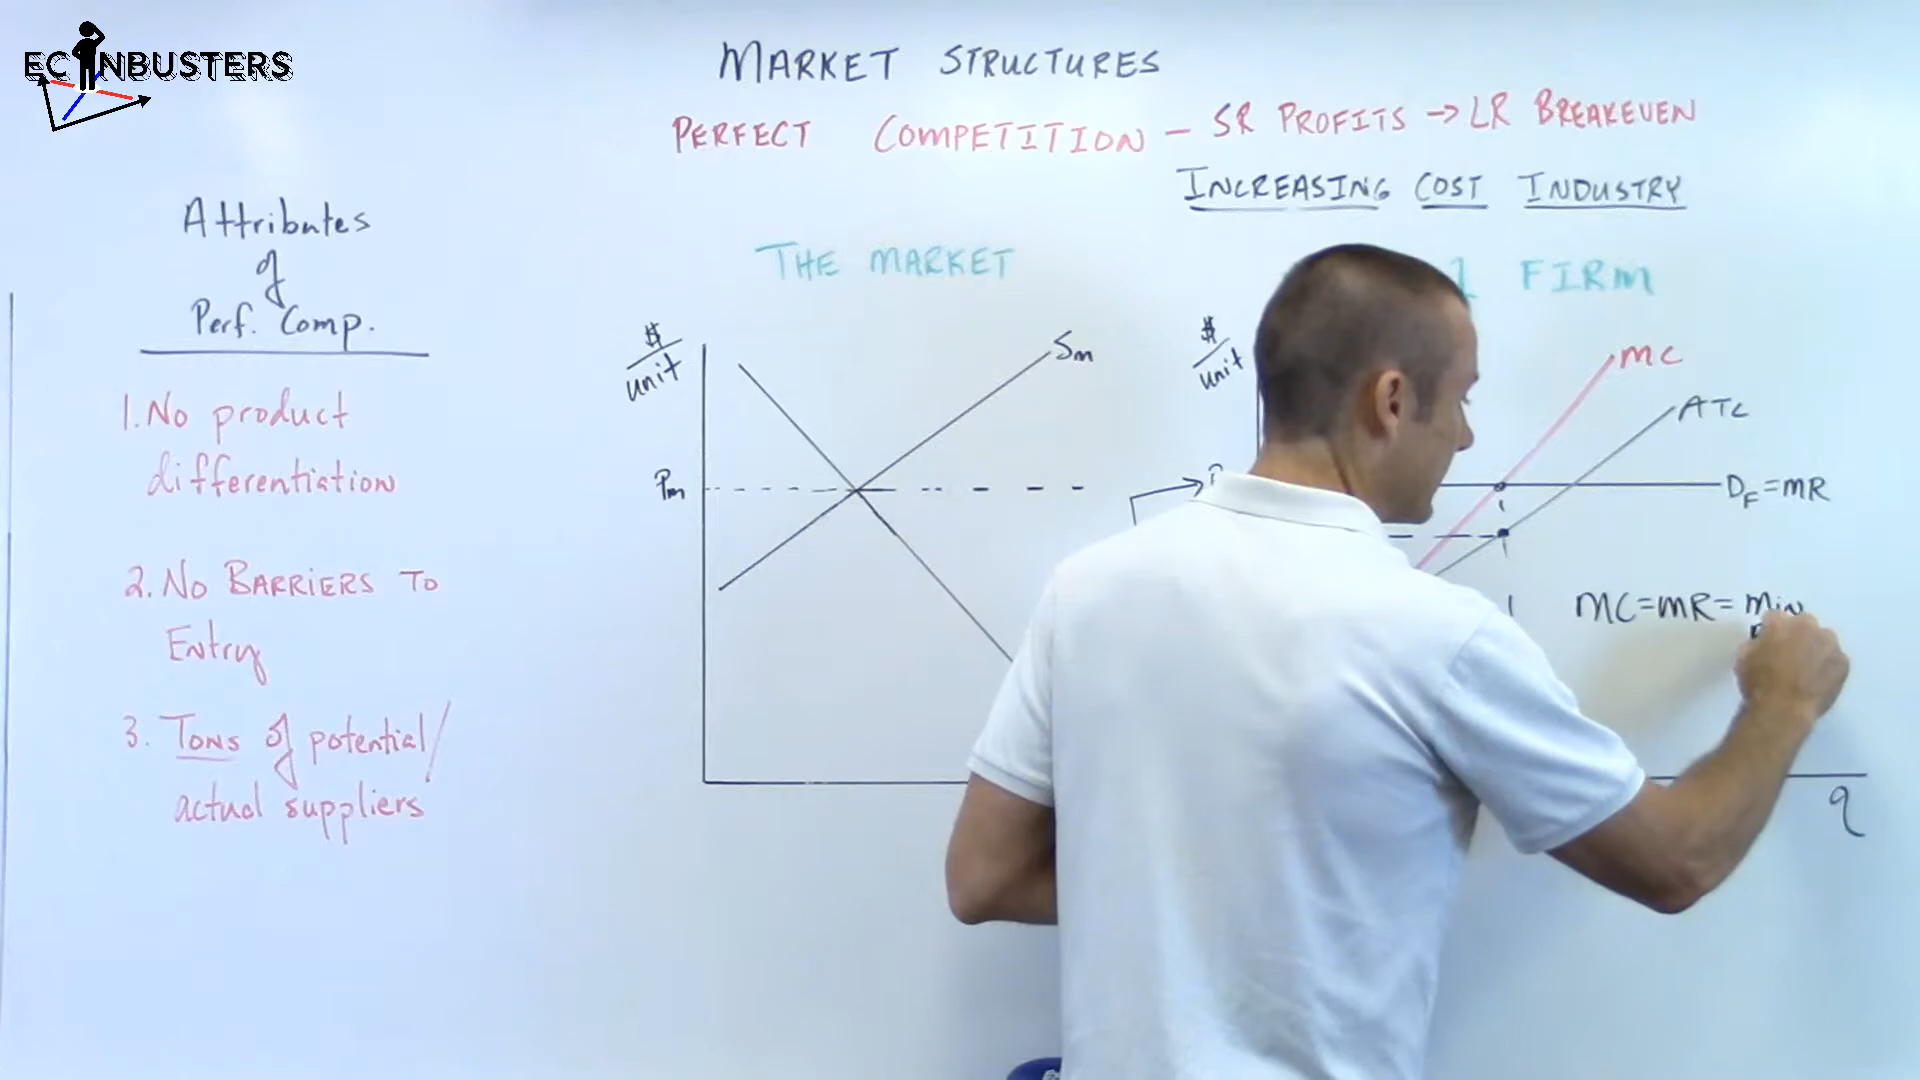 ECONBUSTERS
MARKET STRUCTURES
PERFECT COMPETITION - SR PROFITS → LR BREAKEVEN
INCREASING COST INDUSTRY
Attributes
of
Perf. Comp.
1. No product
differentiation
2. No BARRIERS TO
Entry
3. TONS of potential/
actual suppliers
THE MARKET
$
unit
Sm
Pm
1 FIRM
$
unit
MC
ATC
DF=MR
MC=MR= Min
q